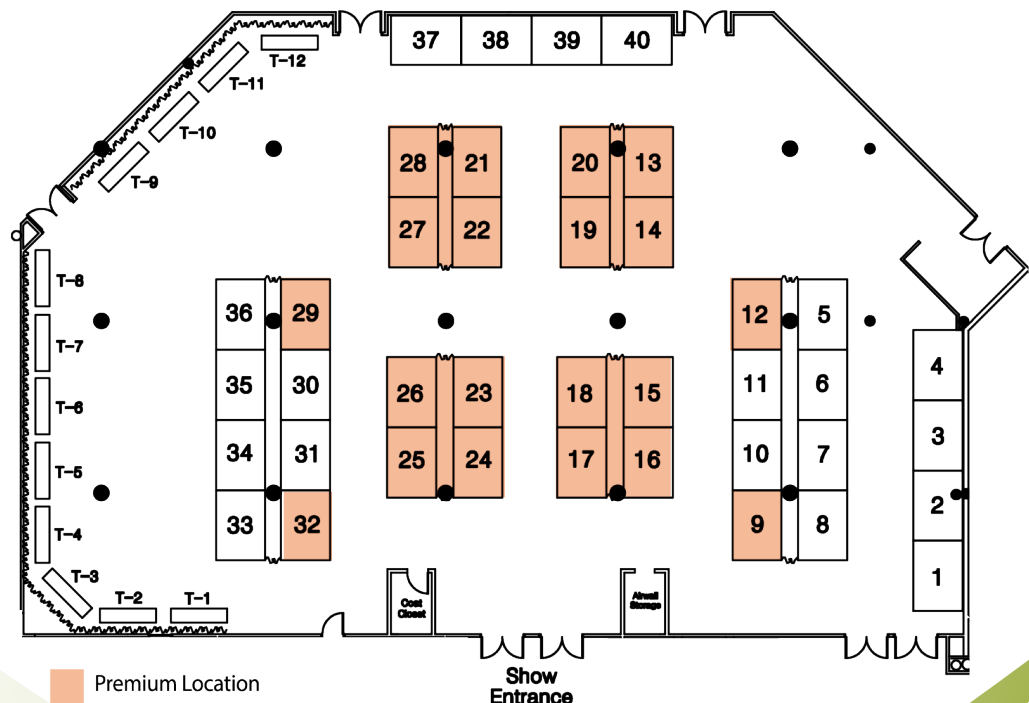 37 38 39 40
T-12
T-11
T-10
T-9
28 21 20 13
27 22 19 14
T-8
T-7
T-6
T-5
T-4
T-3
T-2 T-1
36 29 12 5
35 30 11 6
34 31 10 7
33 32 9 8
26 23 18 15
25 24 17 16
4
3
2
1
Coat
Closet
Airwall
Storage
Show
Entrance
Premium Location